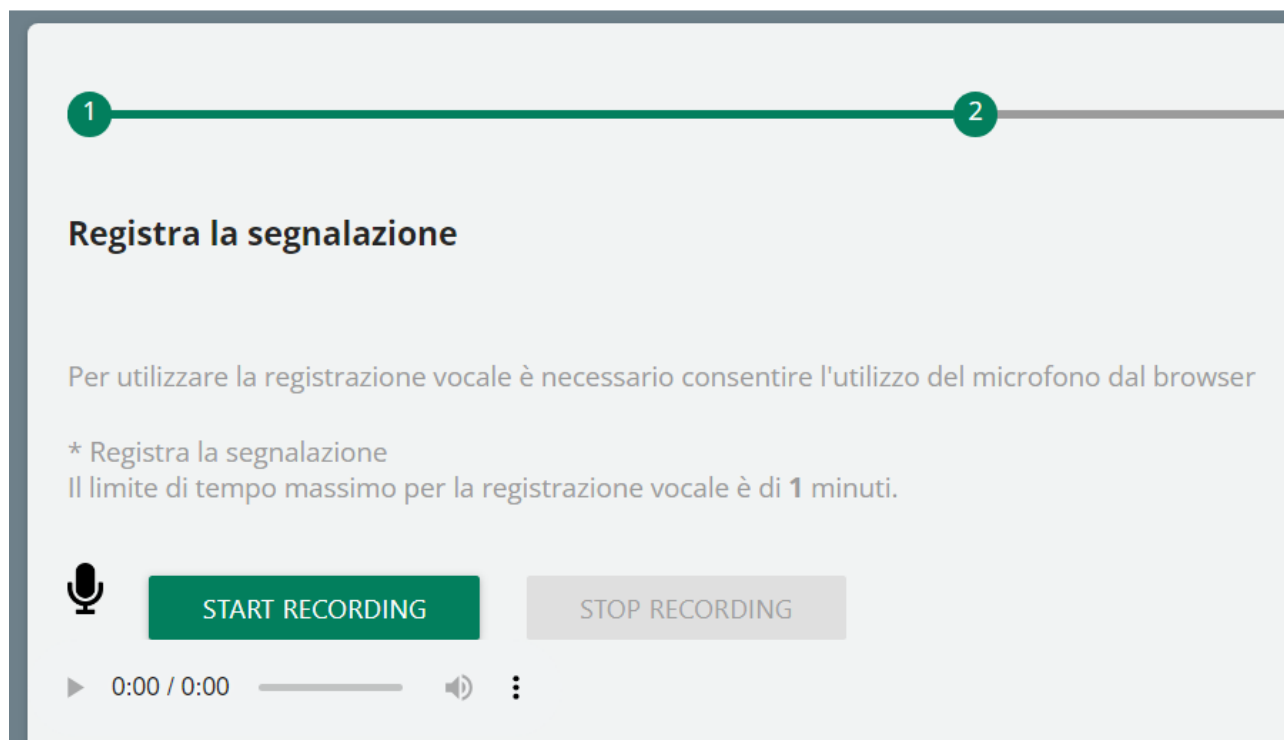 1
2
Registra la segnalazione
Per utilizzare la registrazione vocale è necessario consentire l'utilizzo del microfono dal browser
* Registra la segnalazione
Il limite di tempo massimo per la registrazione vocale è di 1 minuti.
START RECORDING
STOP RECORDING
0:00 / 0:00